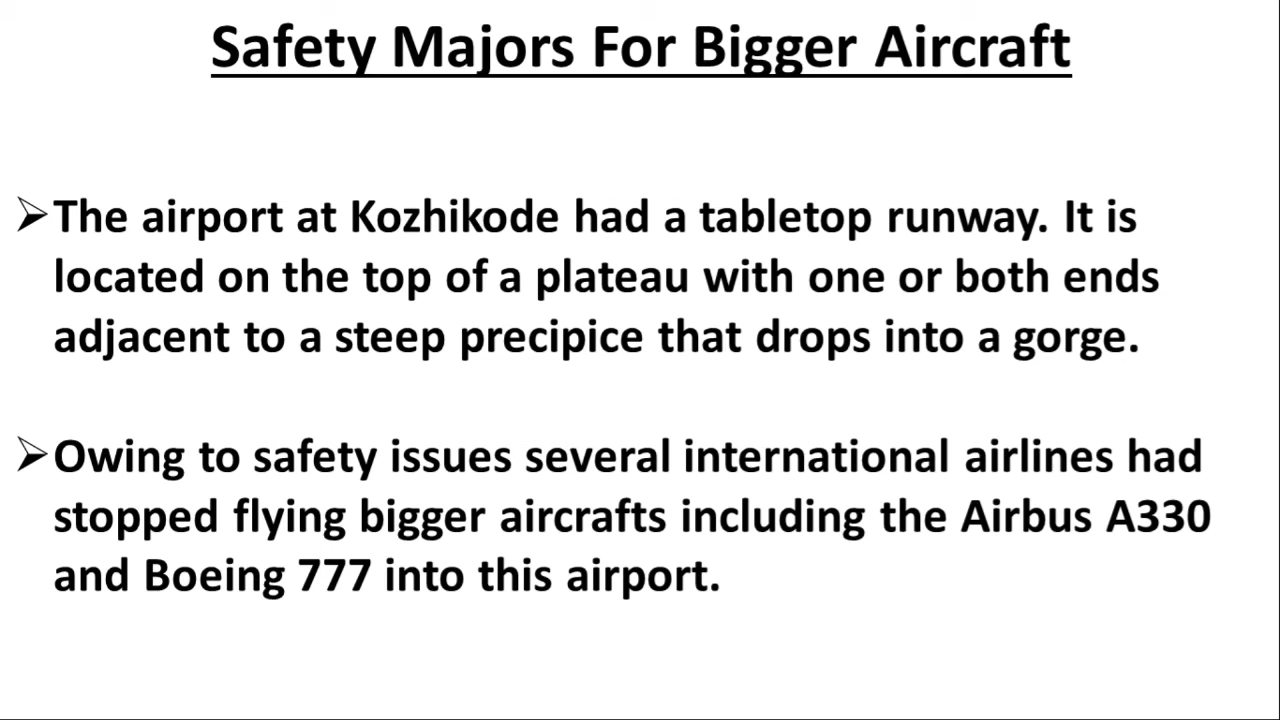 Safety Majors For Bigger Aircraft
➢The airport at Kozhikode had a tabletop runway. It is
located on the top of a plateau with one or both ends
adjacent to a steep precipice that drops into a gorge.
➢Owing to safety issues several international airlines had
stopped flying bigger aircrafts including the Airbus A330
and Boeing 777 into this airport.